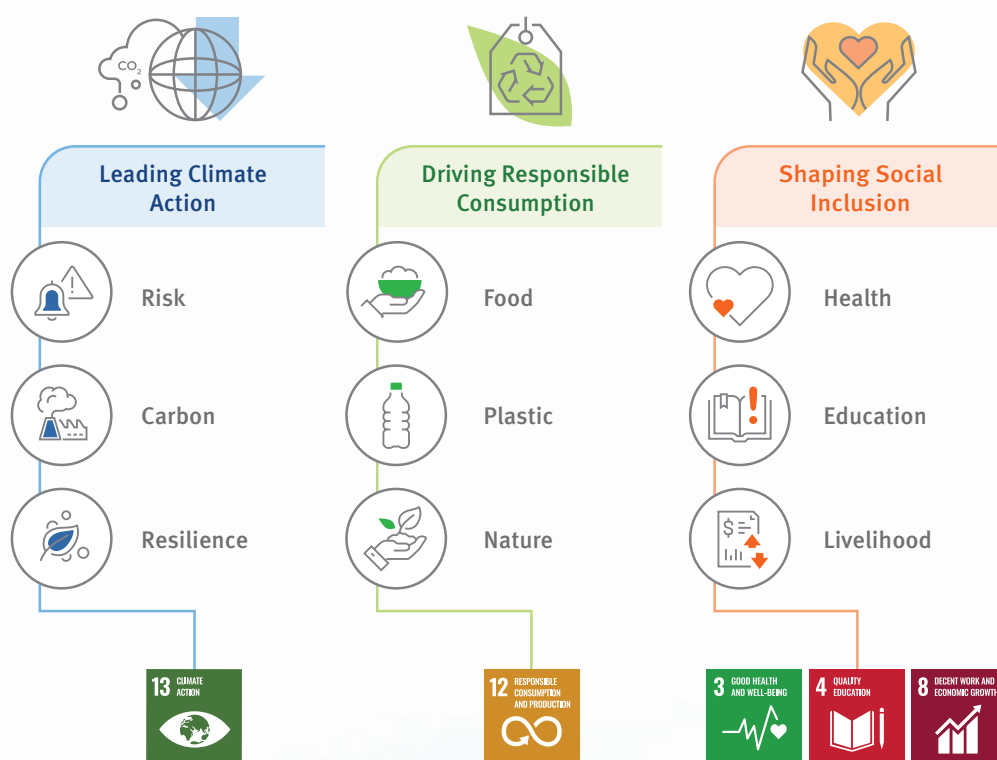 CO₂
Leading Climate
Action
Risk
Carbon
Resilience
13 CLIMATE
ACTION
Driving Responsible
Consumption
Food
Plastic
Nature
12 RESPONSIBLE
CONSUMPTION
AND PRODUCTION
Shaping Social
Inclusion
Health
Education
$
Livelihood
3 GOOD HEALTH
AND WELL-BEING
4 QUALITY
EDUCATION
8 DECENT WORK AND
ECONOMIC GROWTH